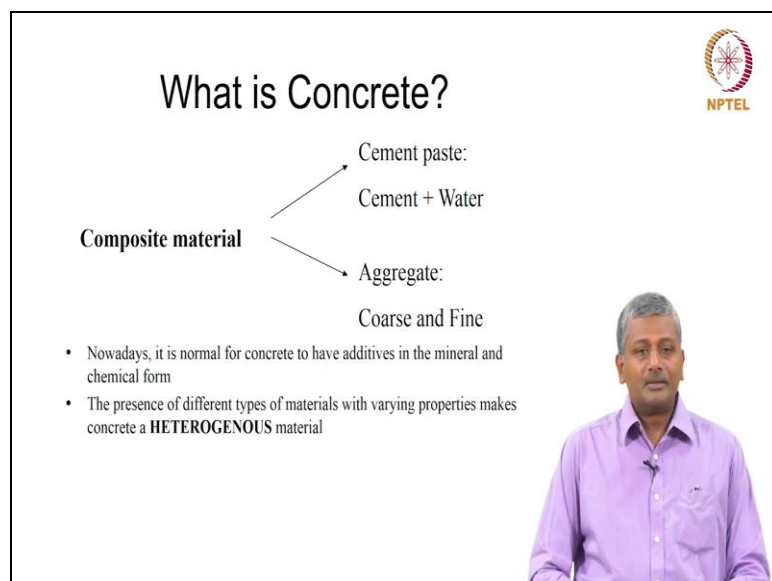 What is Concrete?
NPTEL
Cement paste:
Cement + Water
Composite material
Aggregate:
Coarse and Fine
• Nowadays, it is normal for concrete to have additives in the mineral and
chemical form
• The presence of different types of materials with varying properties makes
concrete a HETEROGENOUS material